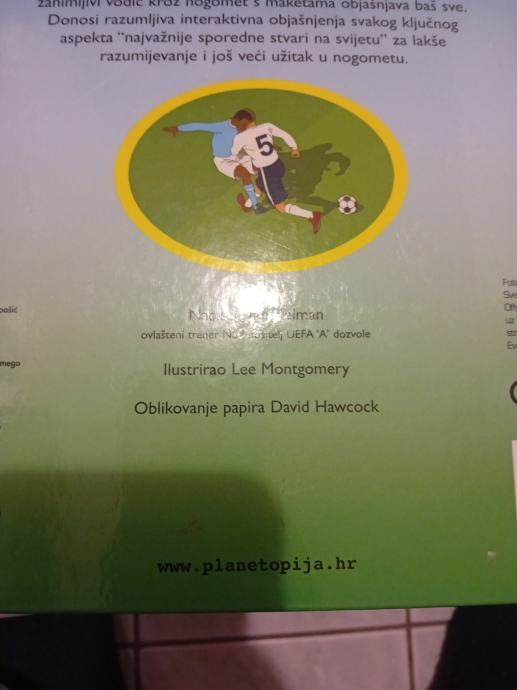 zanimljivi vodič kroz nogomet s maketama objašnjava baš sve.
Donosi razumljiva interaktivna objašnjenja svakog ključnog
aspekta "najvažnije sporedne stvari na svijetu" za lakše
razumijevanje i još veći užitak u nogometu.
5
ovlašteni trener UEFA 'A' dozvole
Ilustrirao Lee Montgomery
Oblikovanje papira David Hawcock
www.planetopija.hr